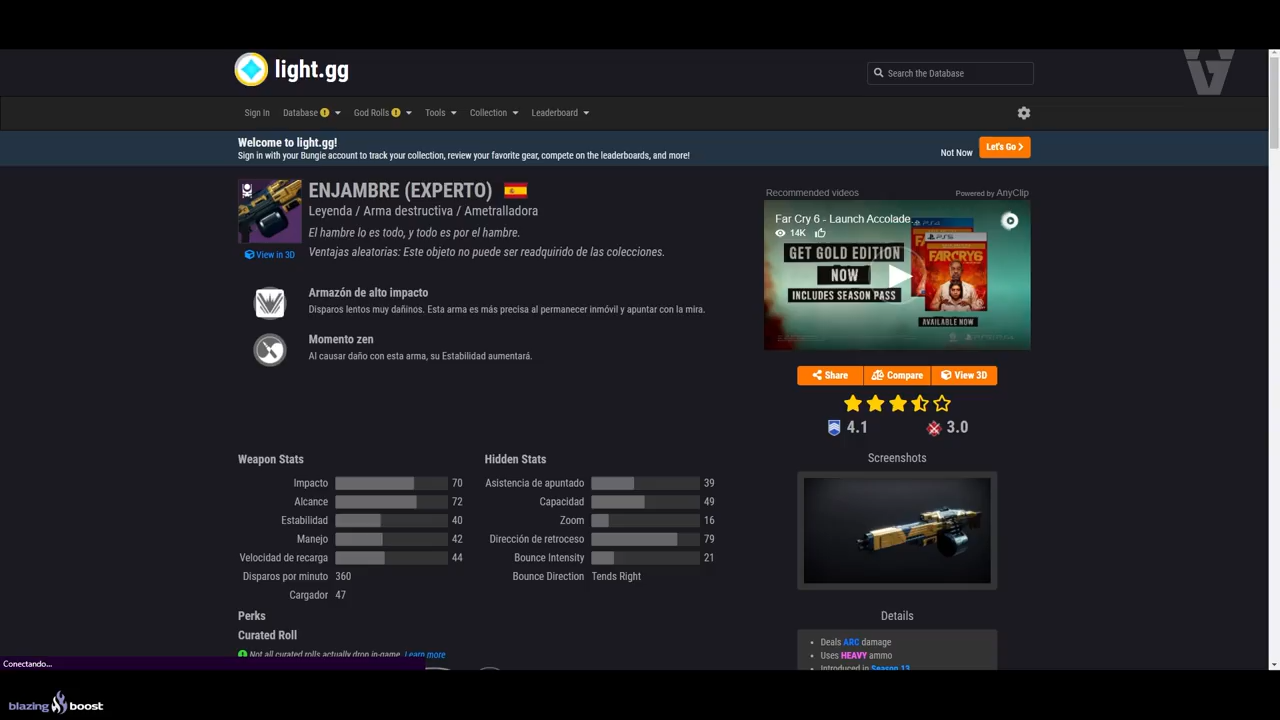 light.gg
Search the Database
Sign In Database God Rolls Tools Collection Leaderboard
Welcome to light.gg!
Sign in with your Bungie account to track your collection, review your favorite gear, compete on the leaderboards, and more!
Not Now Let's Go
ENJAMBRE (EXPERTO)
Leyenda / Arma destructiva / Ametralladora
El hambre lo es todo, y todo es por el hambre.
Ventajas aleatorias: Este objeto no puede ser readquirido de las colecciones.
View in 3D
Armazón de alto impacto
Disparos lentos muy dañinos. Esta arma es más precisa al permanecer inmóvil y apuntar con la mira.
Momento zen
Al causar daño con esta arma, su Estabilidad aumentará.
Recommended videos Powered by AnyClip
Far Cry 6 - Launch Accolade
14K
GET GOLD EDITION
NOW
INCLUDES SEASON PASS
PS5
FARCRY6
AVAILABLE NOW
Share Compare View 3D
4.1 3.0
Weapon Stats
Impacto 70
Alcance 72
Estabilidad 40
Manejo 42
Velocidad de recarga 44
Disparos por minuto 360
Cargador 47
Hidden Stats
Asistencia de apuntado 39
Capacidad 49
Zoom 16
Dirección de retroceso 79
Bounce Intensity 21
Bounce Direction Tends Right
Screenshots
Perks
Curated Roll
Not all curated rolls actually drop in-game. Learn more
Details
Deals ARC damage
Uses HEAVY ammo
Introduced in Season 13
Conectando...
blazing boost